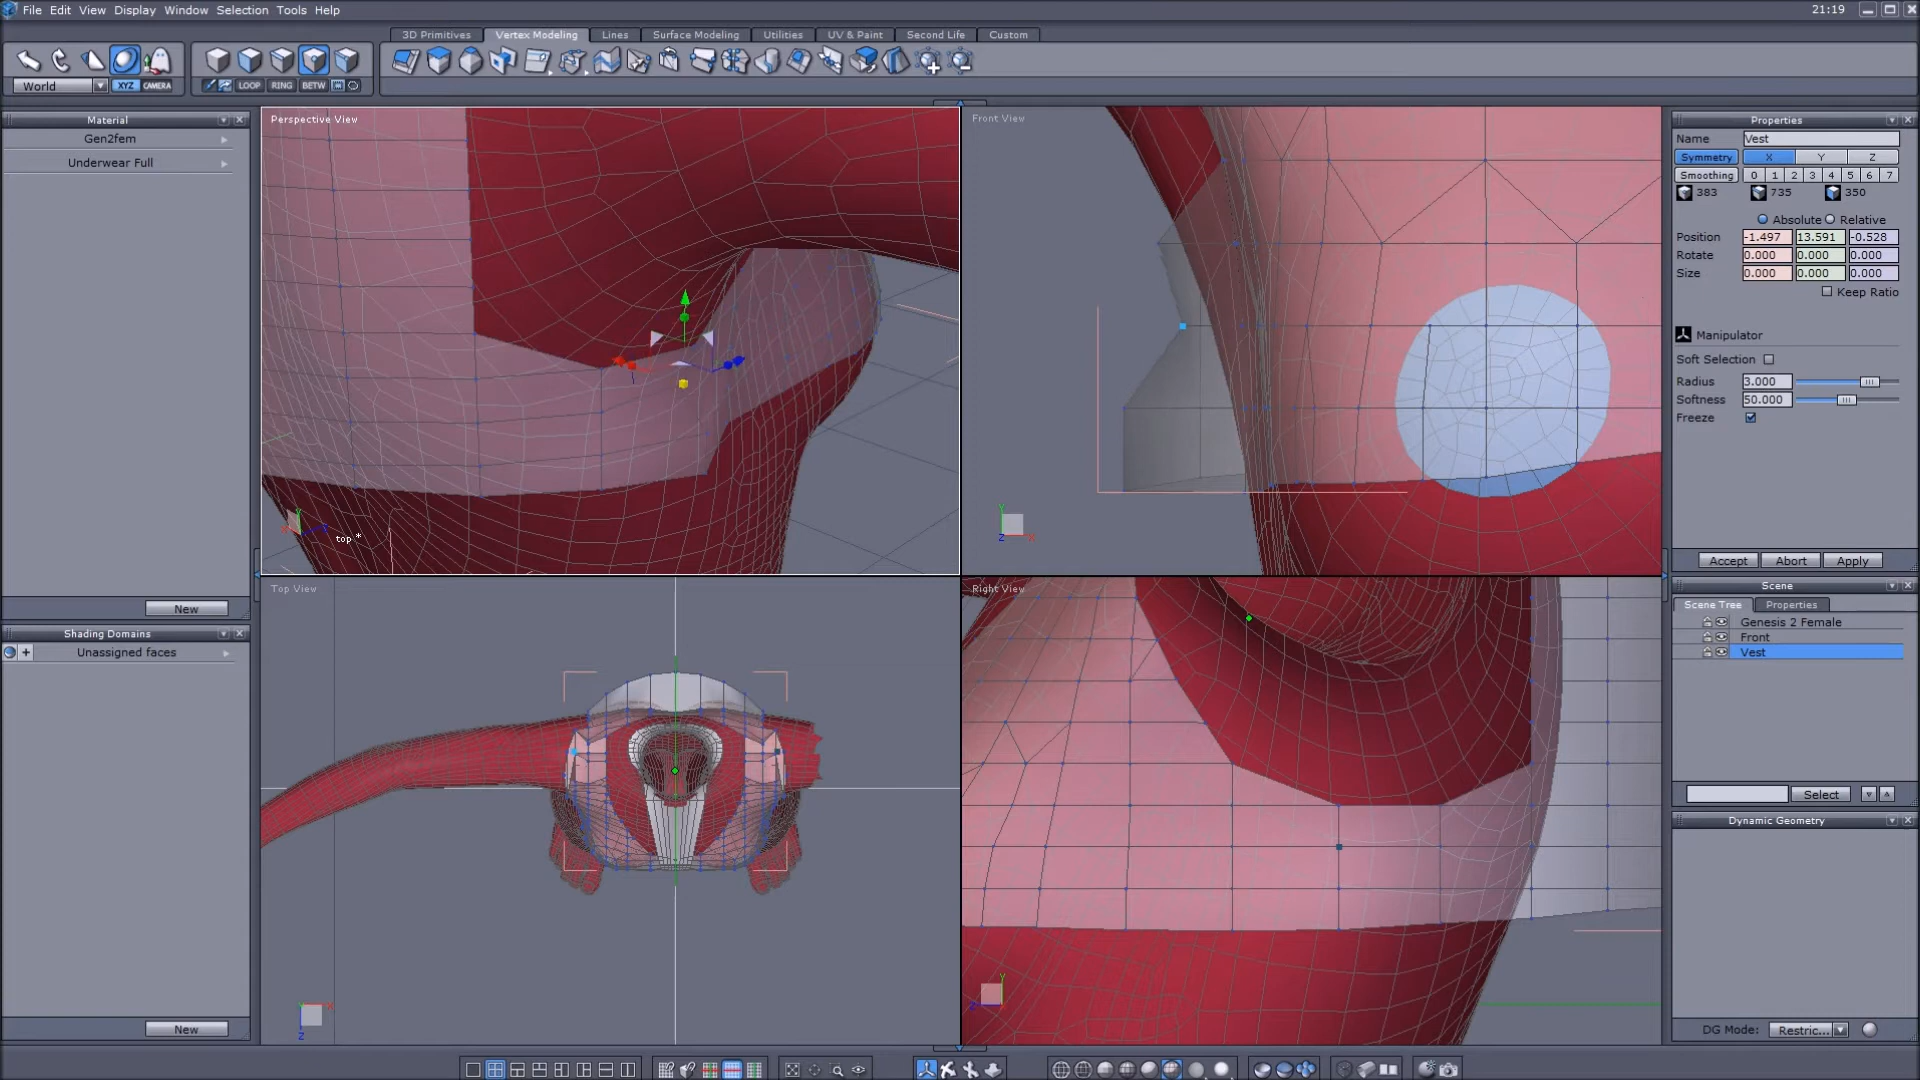 File Edit View Display Window Selection Tools Help
21:19
3D Primitives Vertex Modeling Lines Surface Modeling Utilities UV & Paint Second Life Custom
World XYZ CAMERA LOOP RING BETW
Material
Gen2fem
Underwear Full
New
Shading Domains
Unassigned faces
New
Perspective View
top *
Front View
Top View
Right View
Properties
Name Vest
Symmetry X Y Z
Smoothing 0 1 2 3 4 5 6 7
383 735 350
Absolute Relative
Position -1.497 13.591 -0.528
Rotate 0.000 0.000 0.000
Size 0.000 0.000 0.000
Keep Ratio
Manipulator
Soft Selection
Radius 3.000
Softness 50.000
Freeze
Accept Abort Apply
Scene
Scene Tree Properties
Genesis 2 Female
Front
Vest
Select
Dynamic Geometry
DG Mode: Restric...